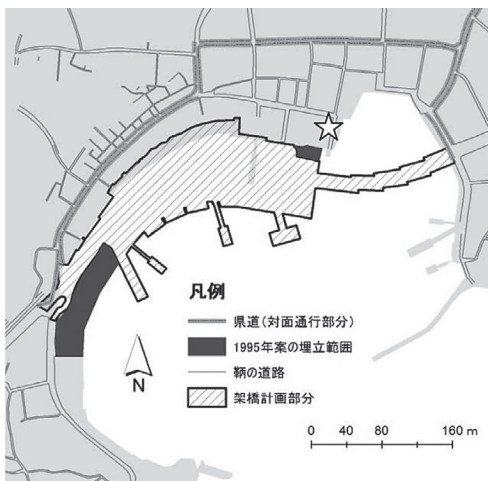 凡例
県道(対面通行部分)
1995年案の埋立範囲
鞆の道路
架橋計画部分
N
0 40 80 160 m